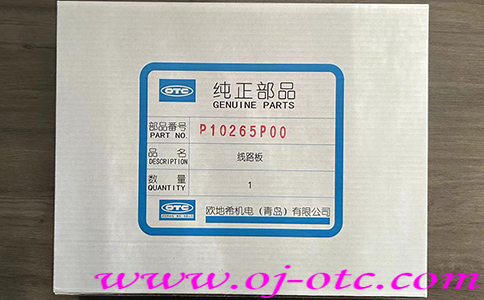 OTC 纯正部品
GENUINE PARTS
部品番号 P10265P00
PART NO.
品名 线路板
DESCRIPTION
数量 1
QUANTITY
OTC 欧地希机电(青岛)有限公司
www.oj-otc.com